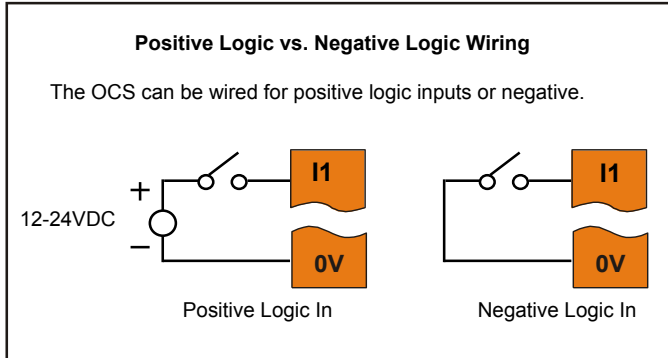 Positive Logic vs. Negative Logic Wiring
The OCS can be wired for positive logic inputs or negative.
I1
+
12-24VDC
−
0V
Positive Logic In
I1
0V
Negative Logic In